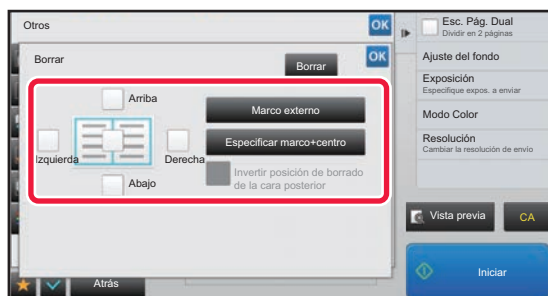 Otros
OK
Borrar
Borrar
OK
Arriba
Izquierda
Derecha
Abajo
Marco externo
Especificar marco+centro
Invertir posición de borrado
de la cara posterior
Atrás
Esc. Pág. Dual
Dividir en 2 páginas
Ajuste del fondo
Exposición
Especifique expos. a enviar
Modo Color
Resolución
Cambiar la resolución de envío
Vista previa
CA
Iniciar